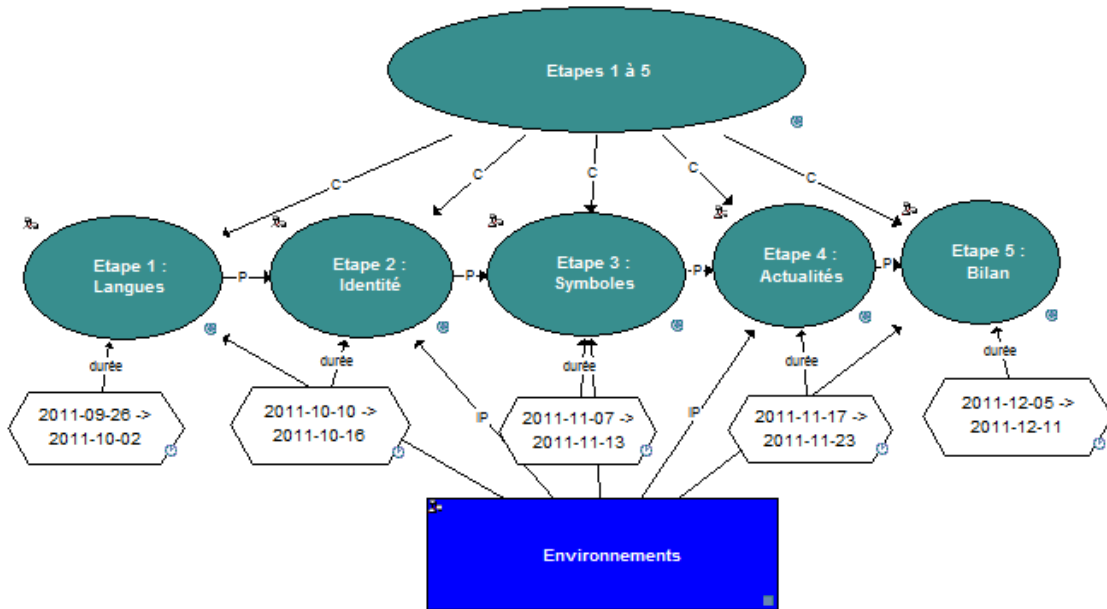 Etapes 1 à 5
C
C
C
C
C
Etape 1 :
Langues
P
Etape 2 :
Identité
P
Etape 3 :
Symboles
P
Etape 4 :
Actualités
P
Etape 5 :
Bilan
durée
durée
durée
durée
durée
2011-09-26 ->
2011-10-02
2011-10-10 ->
2011-10-16
IP
2011-11-07 ->
2011-11-13
IP
2011-11-17 ->
2011-11-23
2011-12-05 ->
2011-12-11
Environnements